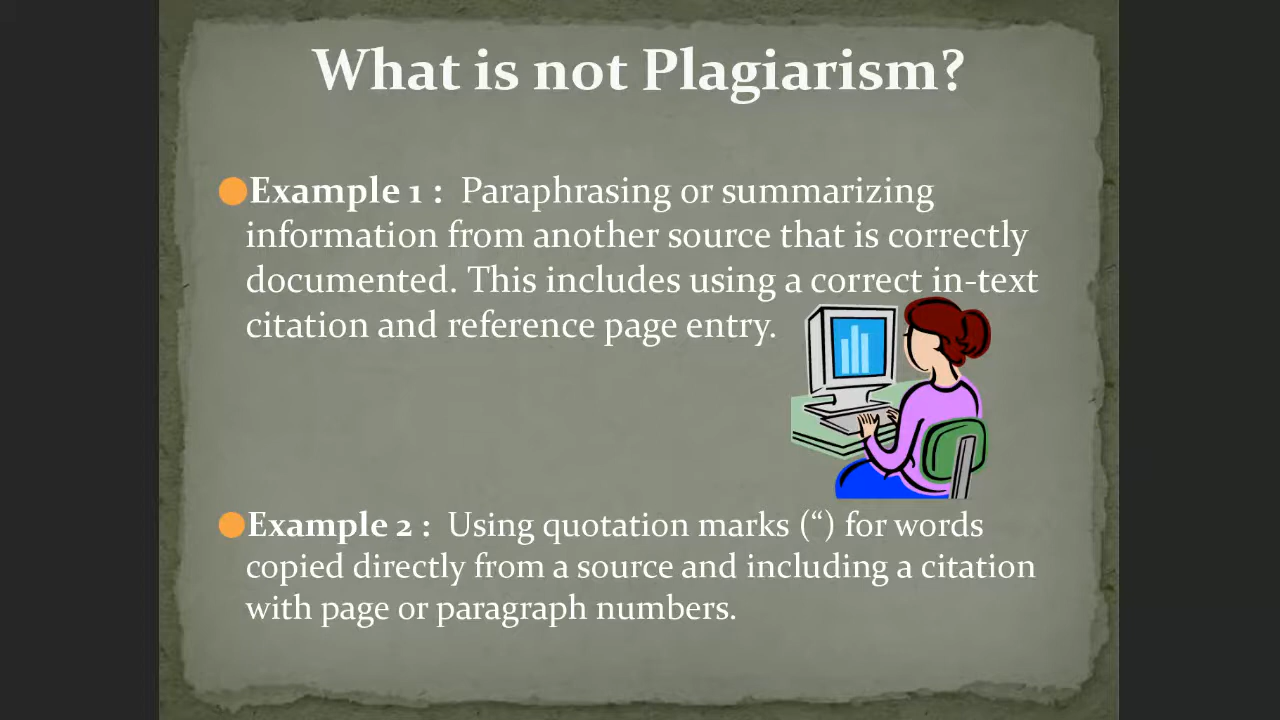 What is not Plagiarism?
Example 1 :  Paraphrasing or summarizing
information from another source that is correctly
documented. This includes using a correct in-text
citation and reference page entry.
Example 2 :  Using quotation marks (“) for words
copied directly from a source and including a citation
with page or paragraph numbers.